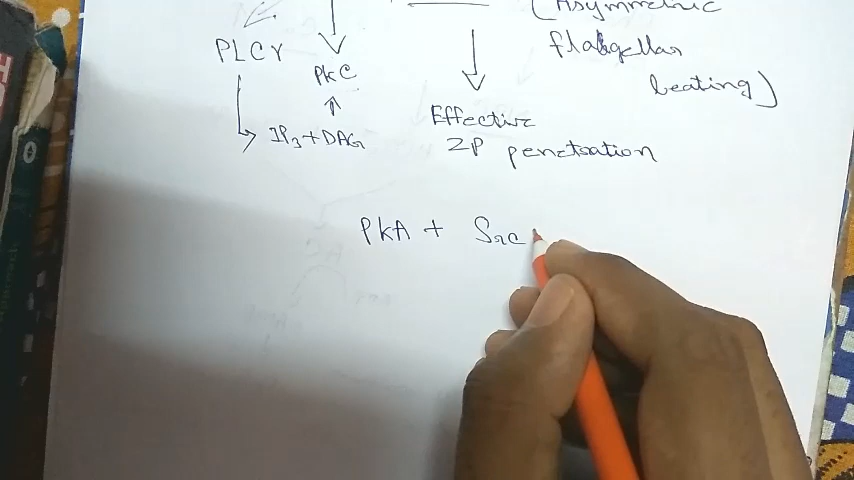 (Asymmetric
flagellar
beating)
PLCγ
PkC
IP3 + DAG
Effective
ZP penetration
PkA + Src